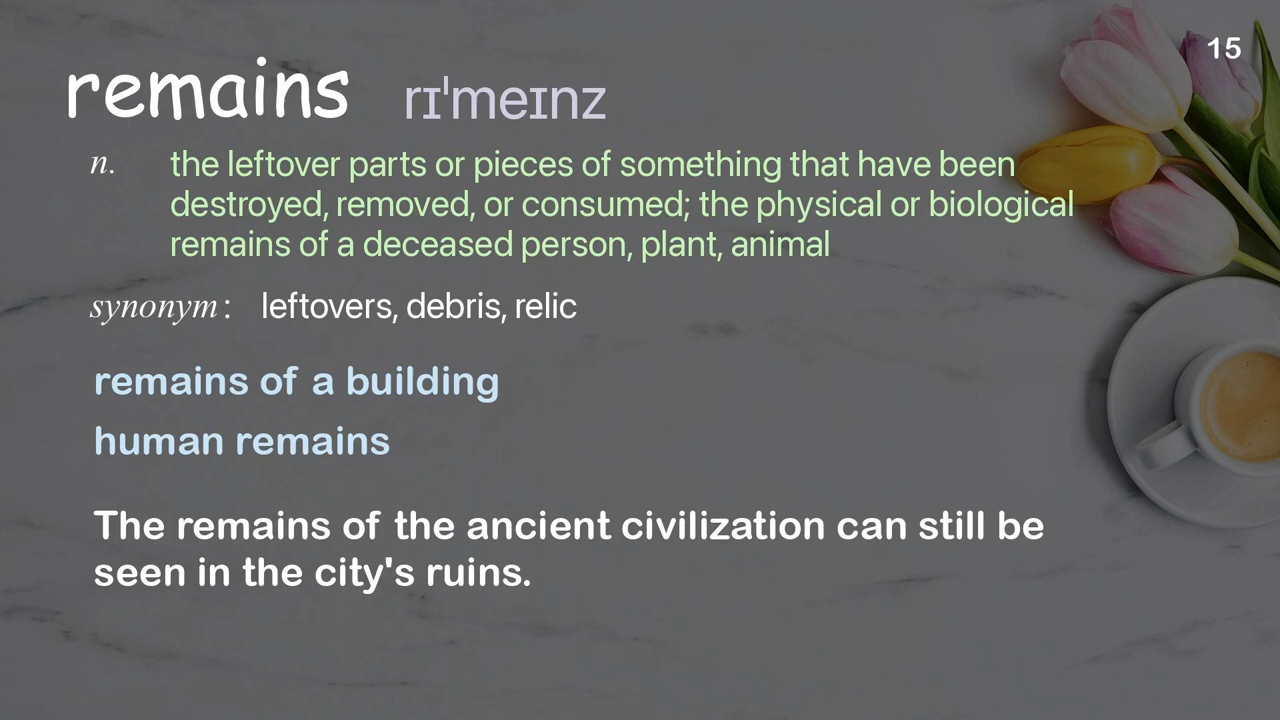 15
remains rɪˈmeɪnz
n. the leftover parts or pieces of something that have been
destroyed, removed, or consumed; the physical or biological
remains of a deceased person, plant, animal
synonym: leftovers, debris, relic
remains of a building
human remains
The remains of the ancient civilization can still be
seen in the city's ruins.